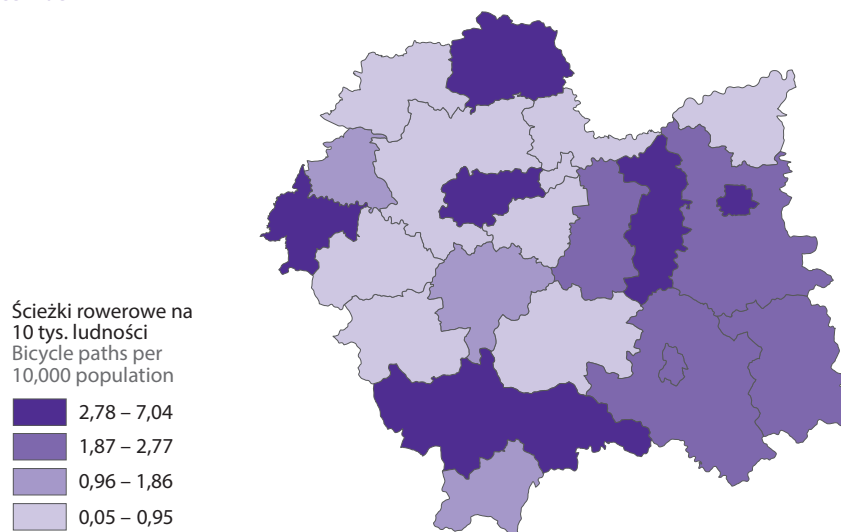 Ścieżki rowerowe na
10 tys. ludności
Bicycle paths per
10,000 population
2,78 – 7,04
1,87 – 2,77
0,96 – 1,86
0,05 – 0,95